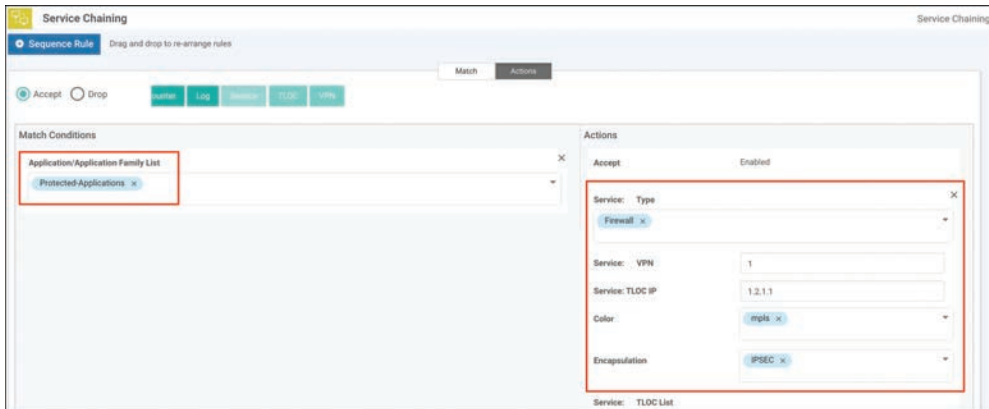 Service Chaining
Service Chaining
Sequence Rule Drag and drop to re-arrange rules
Match Actions
Accept Drop ounter Log Service TLOC VPN
Match Conditions
Actions
Application/Application Family List
Protected-Applications ×
Accept Enabled
Service: Type
Firewall ×
Service: VPN 1
Service: TLOC IP 1.2.1.1
Color mpls ×
Encapsulation IPSEC ×
Service: TLOC List